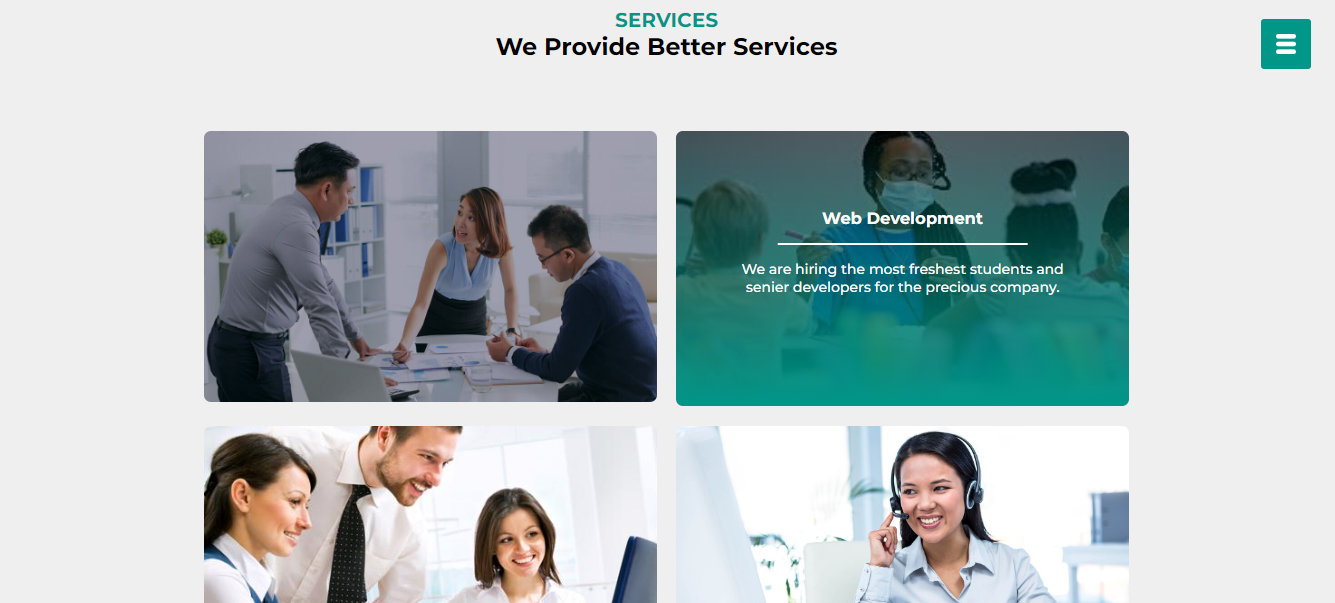 SERVICES
We Provide Better Services
Web Development
We are hiring the most freshest students and
senier developers for the precious company.